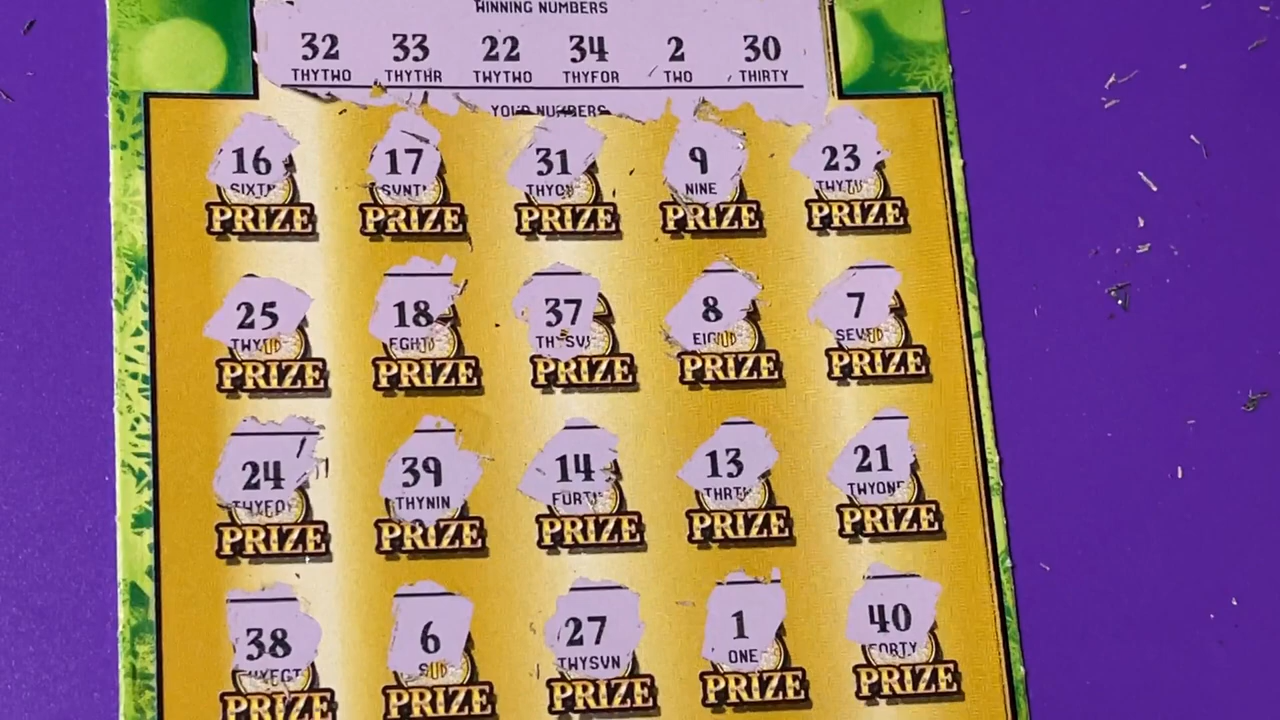 WINNING NUMBERS
32 33 22 34 2 30
THYTWO THYTHR TWYTWO THYFOR TWO THIRTY
YOUR NUMBERS
16 17 31 9 23
NINE
PRIZE PRIZE PRIZE PRIZE PRIZE
25 18 37 8 7
PRIZE PRIZE PRIZE PRIZE PRIZE
24 39 14 13 21
THYNIN TWYONE
PRIZE PRIZE PRIZE PRIZE PRIZE
38 6 27 1 40
TWYSVN ONE FORTY
PRIZE PRIZE PRIZE PRIZE PRIZE